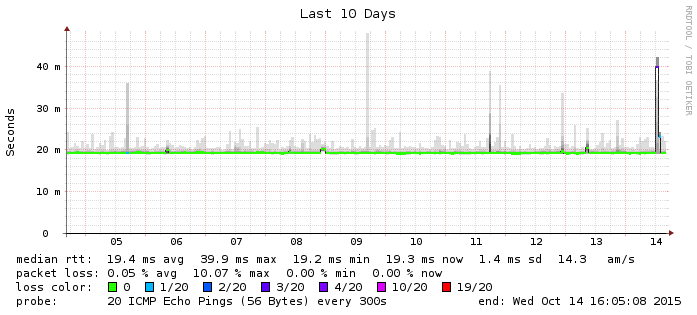 Last 10 Days
RRDTOOL / TOBI OETIKER
Seconds
40 m
30 m
20 m
10 m
0
05 06 07 08 09 10 11 12 13 14
median rtt: 19.4 ms avg 39.9 ms max 19.2 ms min 19.3 ms now 1.4 ms sd 14.3 am/s
packet loss: 0.05 % avg 10.07 % max 0.00 % min 0.00 % now
loss color: 0 1/20 2/20 3/20 4/20 10/20 19/20
probe: 20 ICMP Echo Pings (56 Bytes) every 300s end: Wed Oct 14 16:05:08 2015